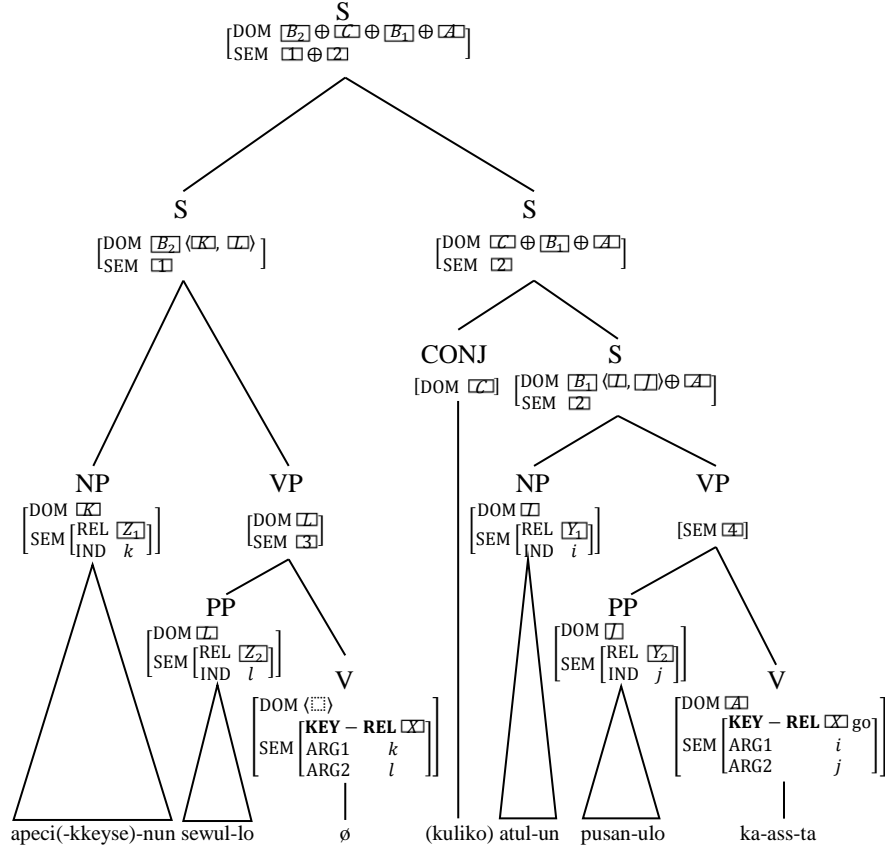 S
[DOM B₂ ⊕ C ⊕ B₁ ⊕ A
SEM 1 ⊕ 2]
S S
[DOM B₂ ⟨K, L⟩
SEM 1]
[DOM C ⊕ B₁ ⊕ A
SEM 2]
CONJ S
[DOM C]
[DOM B₁ ⟨I, J⟩ ⊕ A
SEM 2]
NP VP NP VP
[DOM K
SEM [REL Z₁
IND k]]
[DOM L
SEM 3]
[DOM I
SEM [REL Y₁
IND i]]
[SEM 4]
PP PP
[DOM L
SEM [REL Z₂
IND l]]
[DOM J
SEM [REL Y₂
IND j]]
V V
[DOM ⟨ ⟩
SEM [KEY − REL X
ARG1 k
ARG2 l]]
[DOM A
SEM [KEY − REL X go
ARG1 i
ARG2 j]]
apeci(-kkeyse)-nun sewul-lo ø (kuliko) atul-un pusan-ulo ka-ass-ta